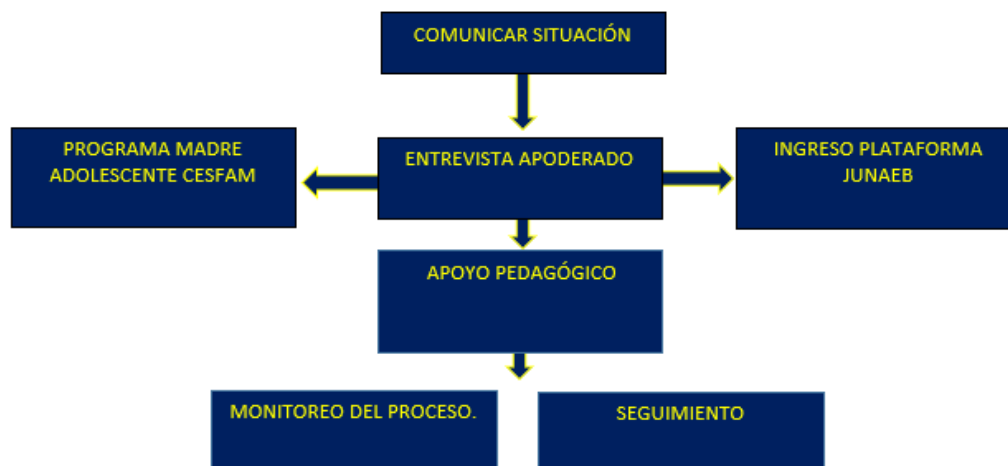 COMUNICAR SITUACIÓN
PROGRAMA MADRE
ADOLESCENTE CESFAM
ENTREVISTA APODERADO
INGRESO PLATAFORMA
JUNAEB
APOYO PEDAGÓGICO
MONITOREO DEL PROCESO.
SEGUIMIENTO